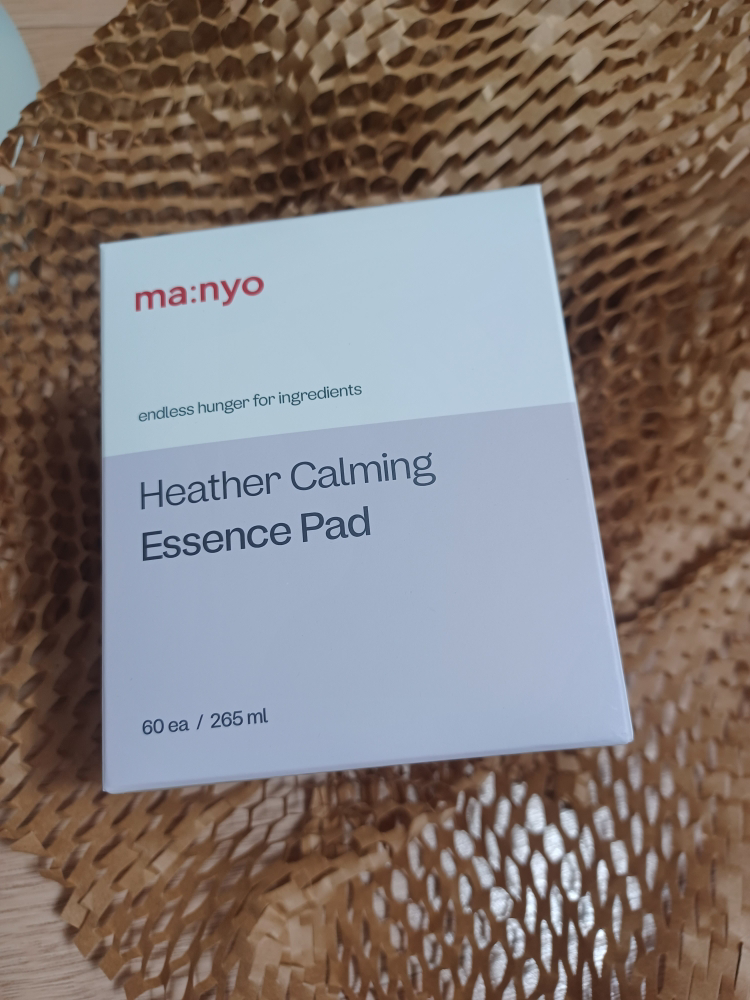 ma:nyo
endless hunger for ingredients
Heather Calming
Essence Pad
60 ea / 265 ml